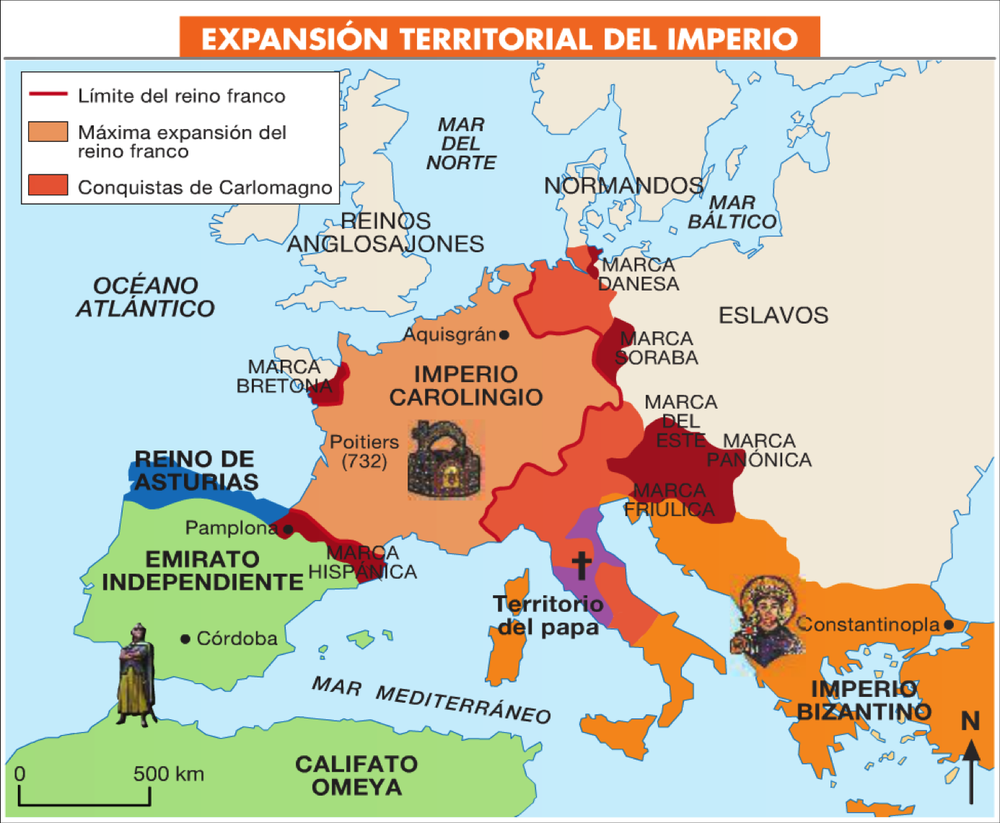 EXPANSIÓN TERRITORIAL DEL IMPERIO
Límite del reino franco
Máxima expansión del
reino franco
Conquistas de Carlomagno
MAR
DEL
NORTE
NORMANDOS
MAR
BÁLTICO
REINOS
ANGLOSAJONES
OCÉANO
ATLÁNTICO
MARCA
DANESA
ESLAVOS
Aquisgrán
MARCA
SORABA
MARCA
BRETONA
IMPERIO
CAROLINGIO
MARCA
DEL
ESTE
MARCA
PANÓNICA
Poitiers
(732)
REINO DE
ASTURIAS
MARCA
FRIÚLICA
Pamplona
EMIRATO
INDEPENDIENTE
MARCA
HISPÁNICA
Territorio
del papa
Constantinopla
Córdoba
MAR MEDITERRÁNEO
IMPERIO
BIZANTINO
N
CALIFATO
OMEYA
0 500 km